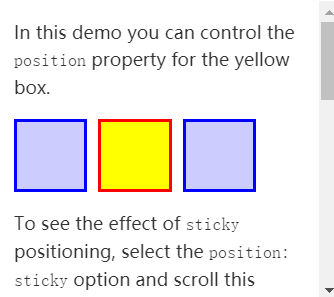 In this demo you can control the
position property for the yellow
box.
To see the effect of sticky
positioning, select the position:
sticky option and scroll this